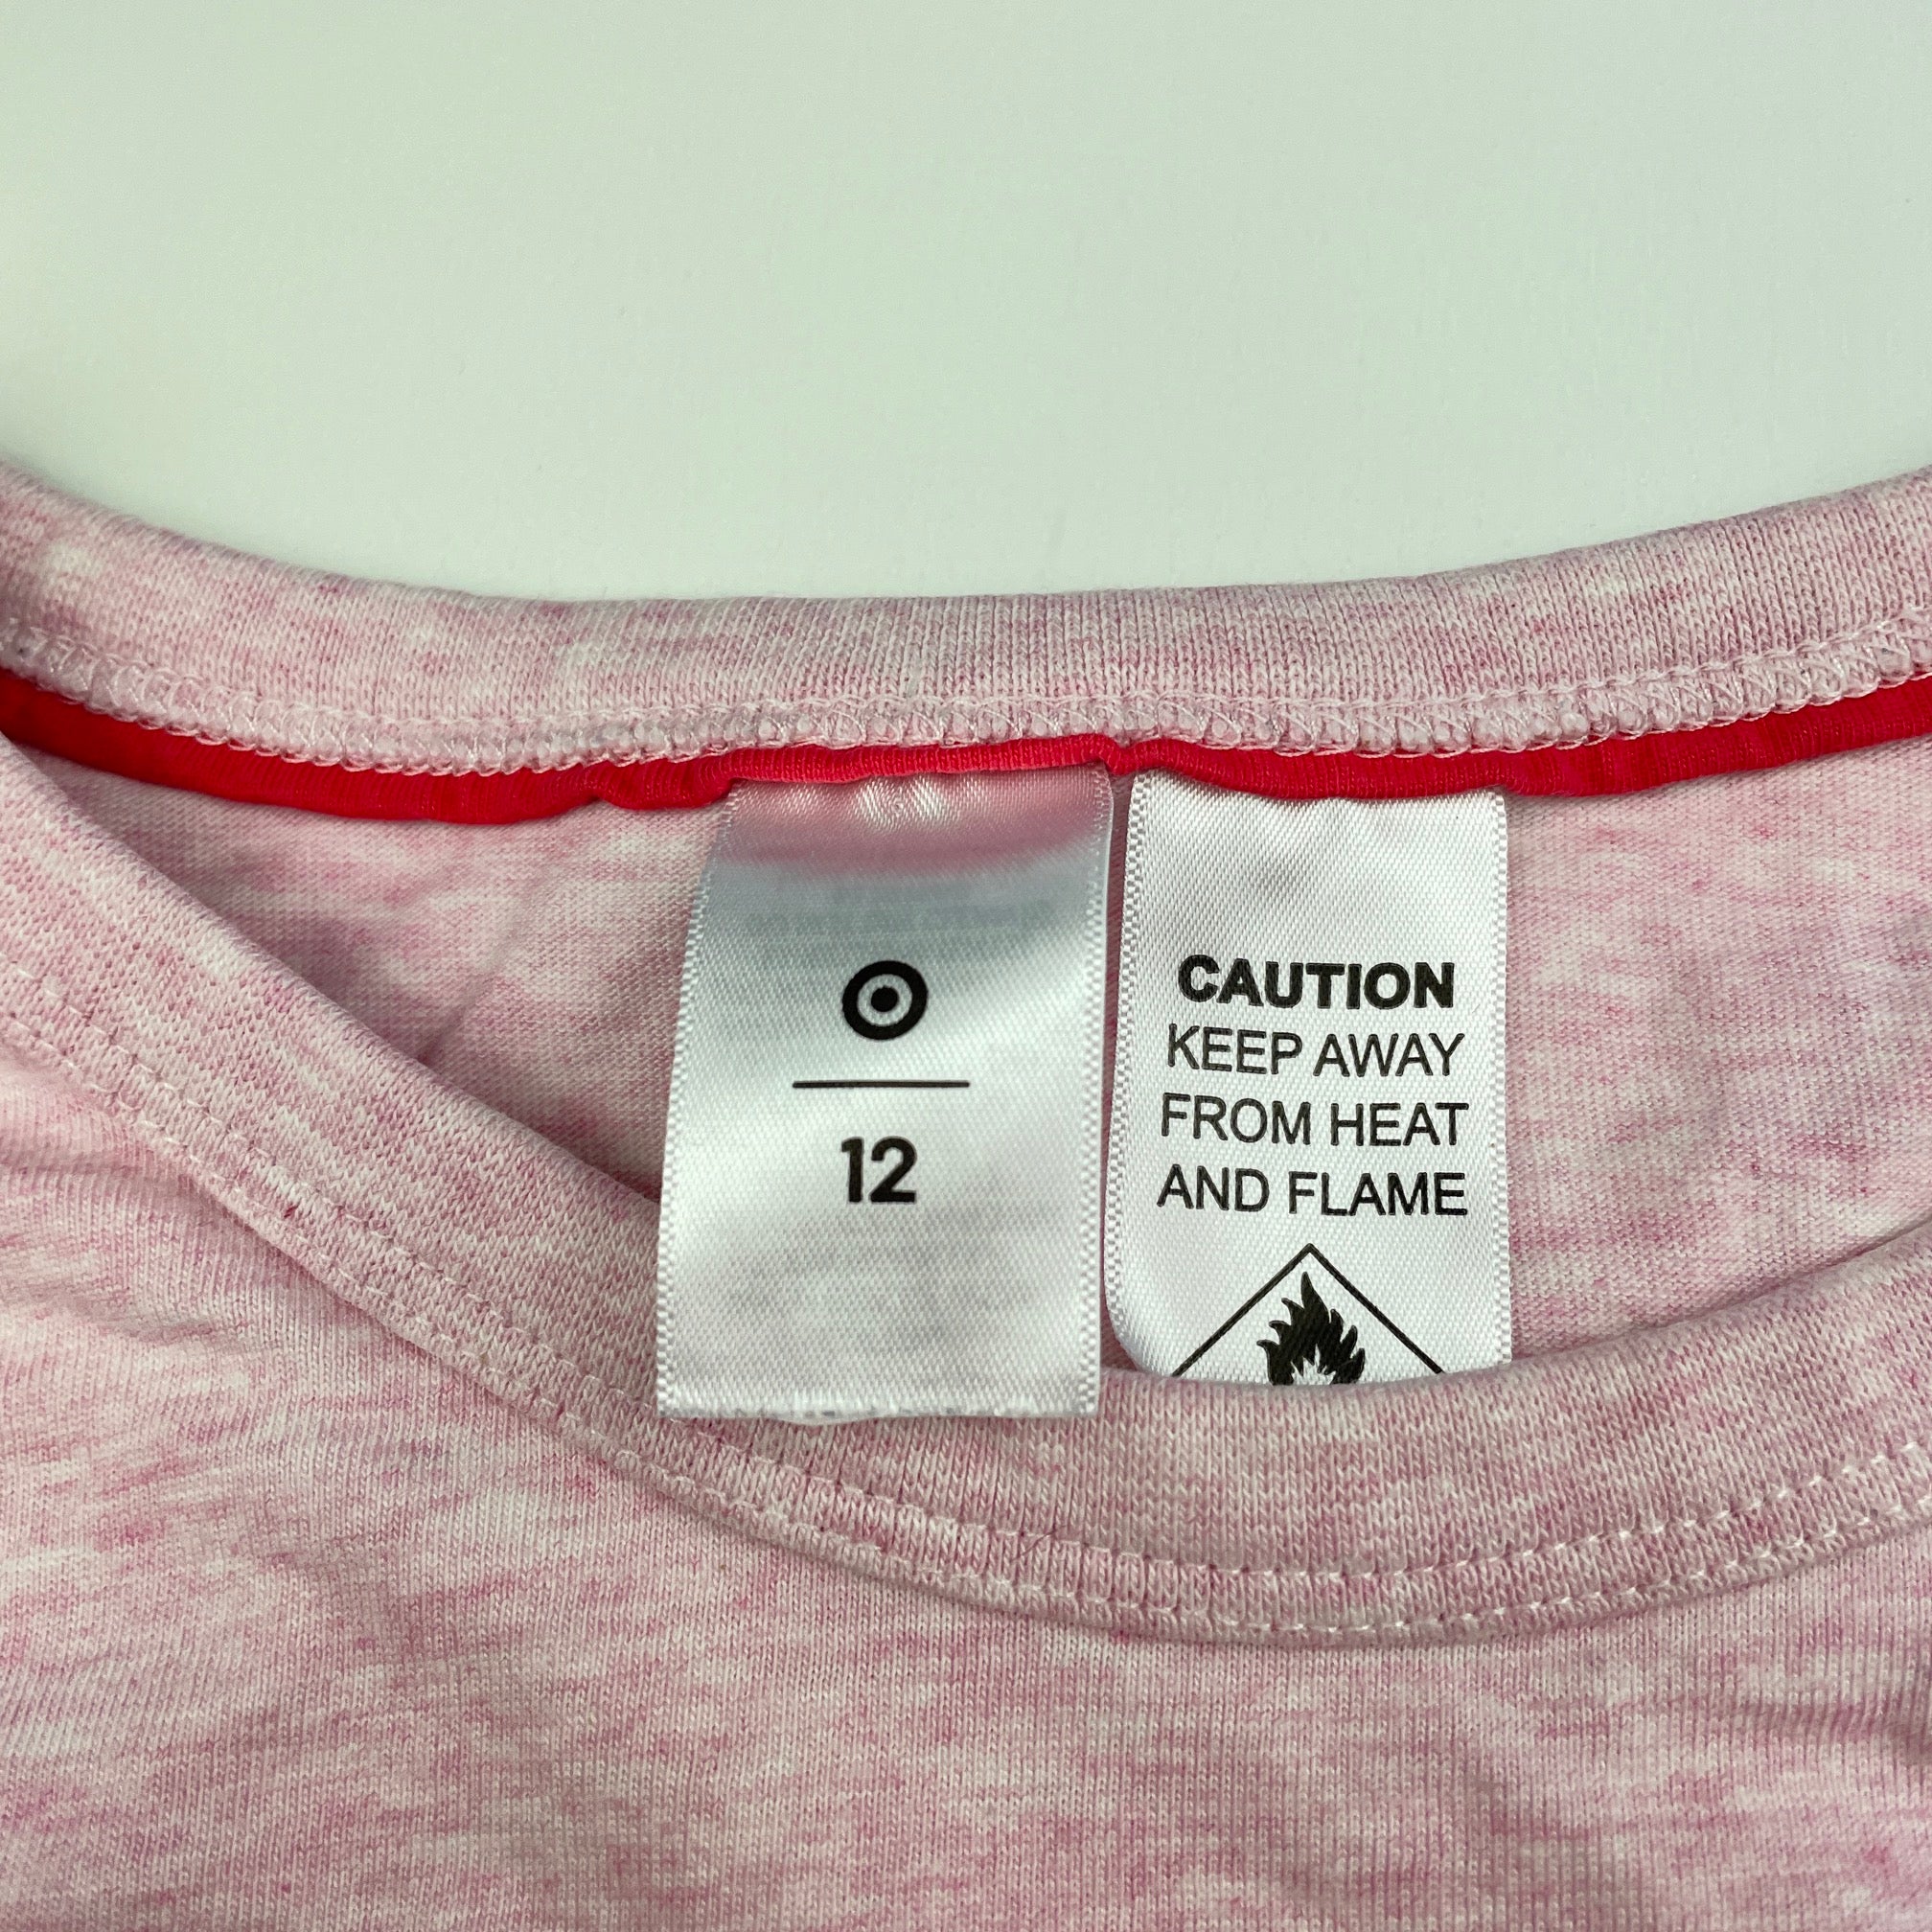 12
CAUTION
KEEP AWAY
FROM HEAT
AND FLAME